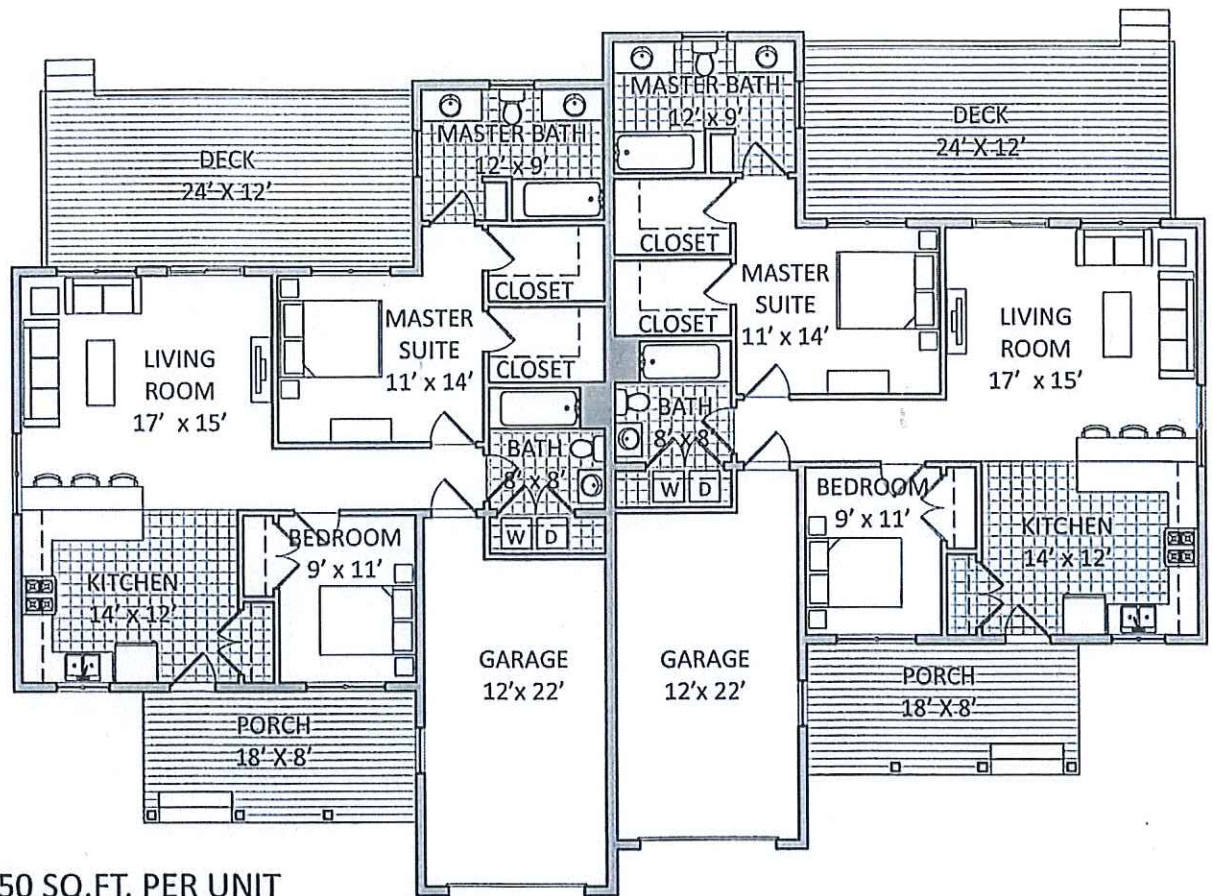 MASTER BATH
12' x 9'
DECK
24' X 12'
CLOSET
CLOSET
MASTER
SUITE
11' x 14'
LIVING
ROOM
17' x 15'
BATH
8' x 8'
W D
BEDROOM
9' x 11'
KITCHEN
14' x 12'
GARAGE
12'x 22'
PORCH
18' X 8'
MASTER BATH
12' x 9'
DECK
24' X 12'
CLOSET
CLOSET
MASTER
SUITE
11' x 14'
LIVING
ROOM
17' x 15'
BATH
8' x 8'
W D
BEDROOM
9' x 11'
KITCHEN
14' x 12'
GARAGE
12'x 22'
PORCH
18' X 8'
50 SQ.FT. PER UNIT